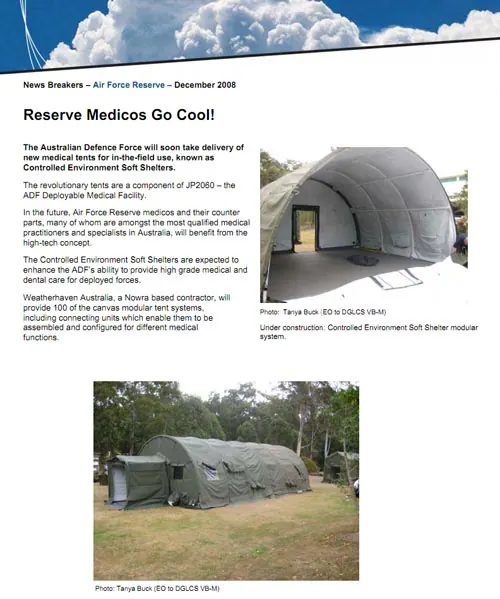 News Breakers – Air Force Reserve – December 2008
Reserve Medicos Go Cool!
The Australian Defence Force will soon take delivery of
new medical tents for in-the-field use, known as
Controlled Environment Soft Shelters.
The revolutionary tents are a component of JP2060 – the
ADF Deployable Medical Facility.
In the future, Air Force Reserve medicos and their counter
parts, many of whom are amongst the most qualified medical
practitioners and specialists in Australia, will benefit from the
high-tech concept.
The Controlled Environment Soft Shelters are expected to
enhance the ADF's ability to provide high grade medical and
dental care for deployed forces.
Weatherhaven Australia, a Nowra based contractor, will
provide 100 of the canvas modular tent systems,
including connecting units which enable them to be
assembled and configured for different medical
functions.
Photo: Tanya Buck (EO to DGLCS VB-M)
Under construction: Controlled Environment Soft Shelter modular
system.
Photo: Tanya Buck (EO to DGLCS VB-M)